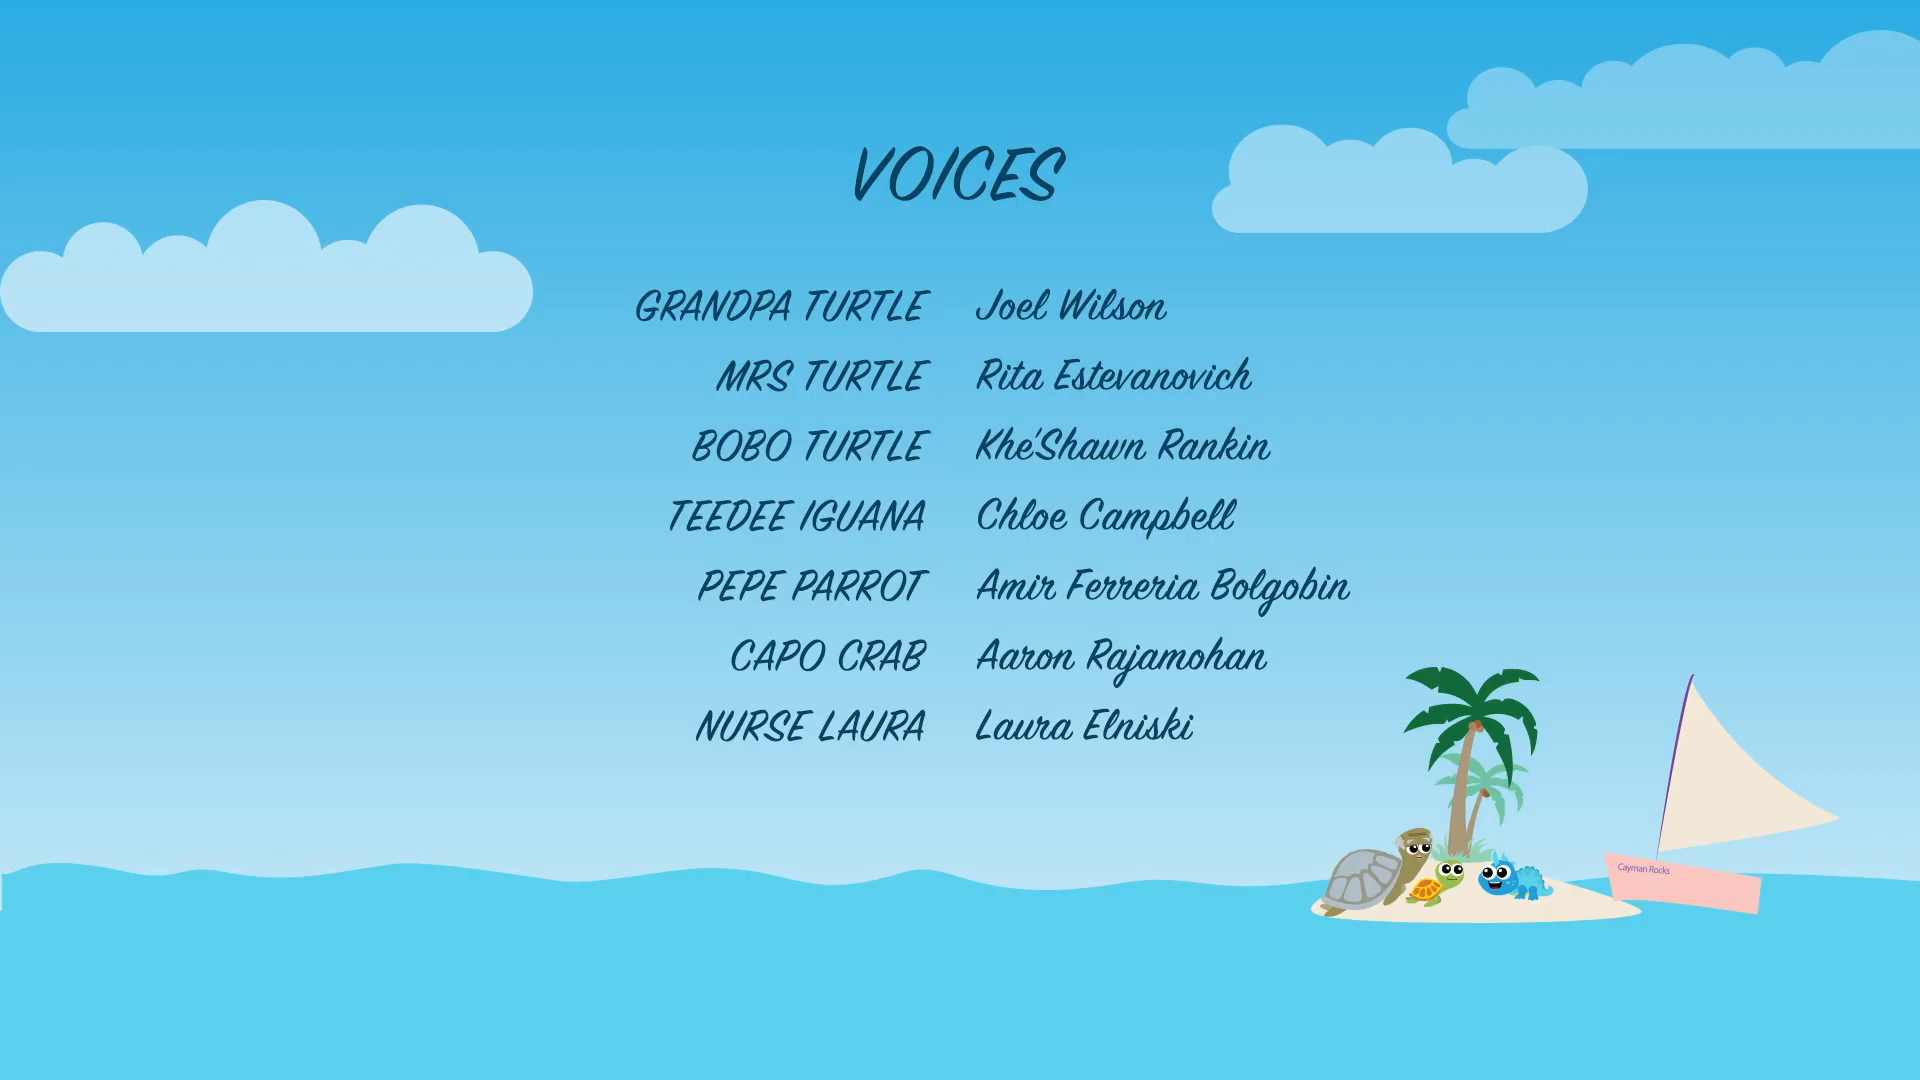 VOICES
GRANDPA TURTLE Joel Wilson
MRS TURTLE Rita Estevanovich
BOBO TURTLE Khe'Shawn Rankin
TEEDEE IGUANA Chloe Campbell
PEPE PARROT Amir Ferreria Bolgobin
CAPO CRAB Aaron Rajamohan
NURSE LAURA Laura Elniski
Cayman Rocks